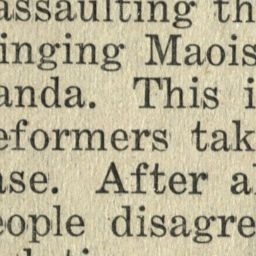 assaulting th
inging Maois
anda. This i
eformers tak
ase. After a
eople disagre